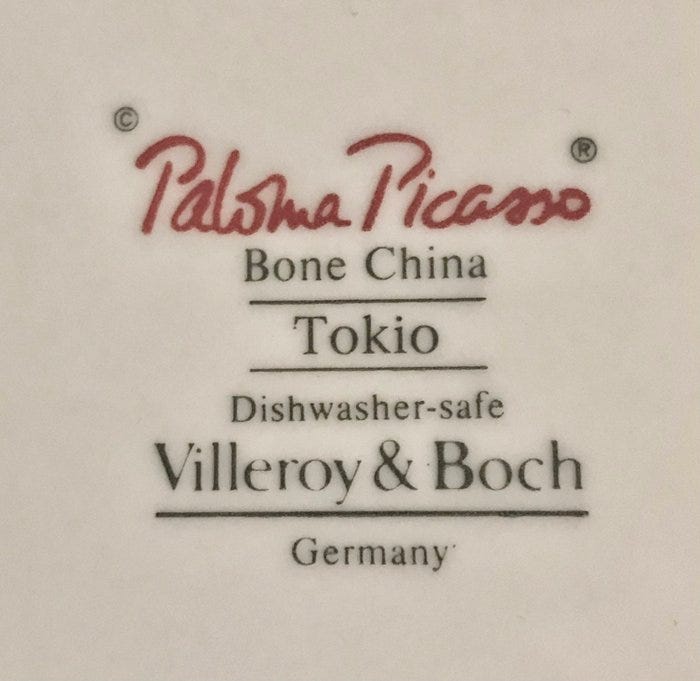 © Paloma Picasso ®
Bone China
Tokio
Dishwasher-safe
Villeroy & Boch
Germany